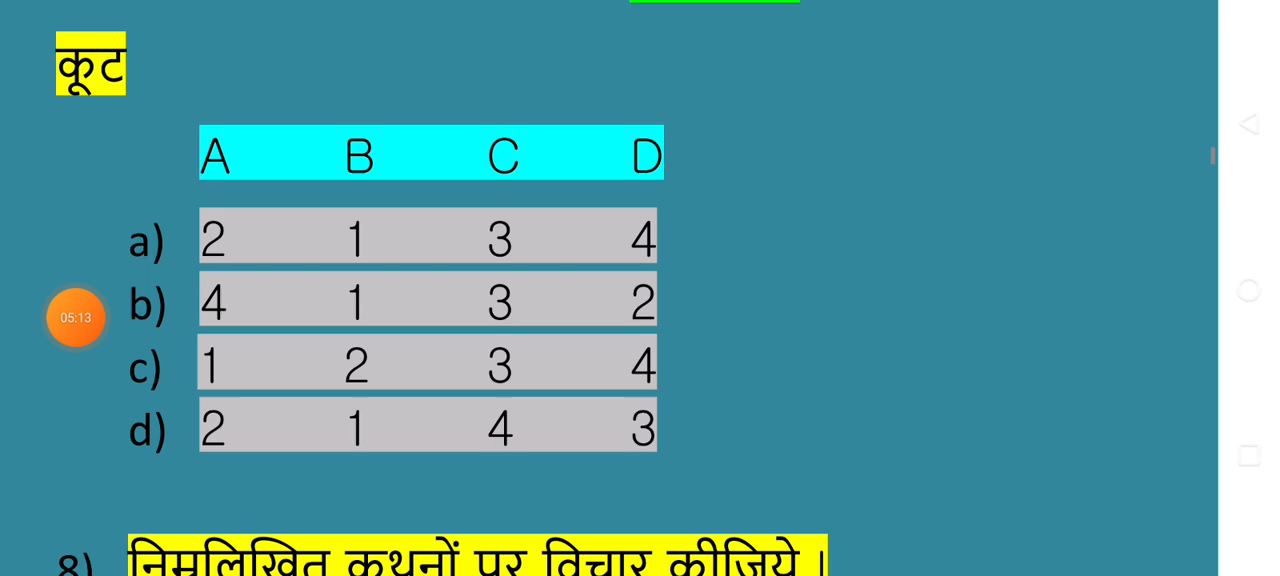 कूट
A B C D
a) 2 1 3 4
b) 4 1 3 2
05:13
c) 1 2 3 4
d) 2 1 4 3
8) निम्नलिखित कथनों पर विचार कीजिये ।